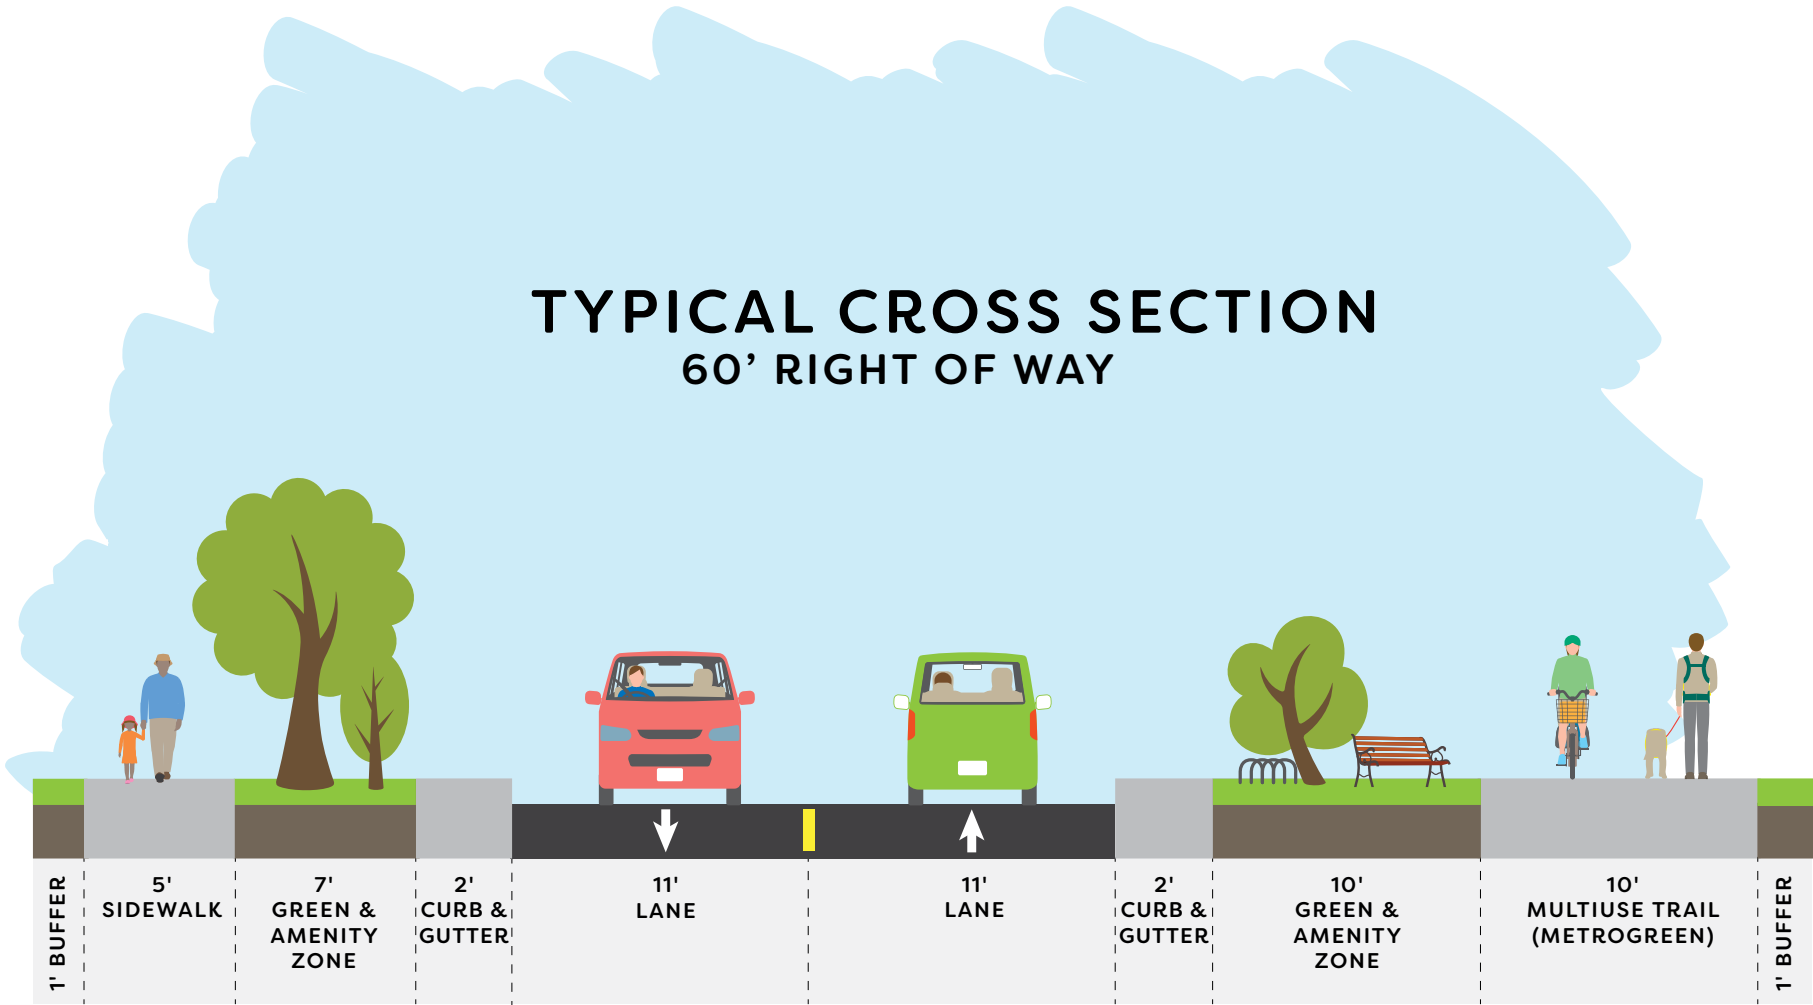 TYPICAL CROSS SECTION
60’ RIGHT OF WAY
1' BUFFER
5'
SIDEWALK
7'
GREEN &
AMENITY
ZONE
2'
CURB &
GUTTER
11'
LANE
11'
LANE
2'
CURB &
GUTTER
10'
GREEN &
AMENITY
ZONE
10'
MULTIUSE TRAIL
(METROGREEN)
1' BUFFER